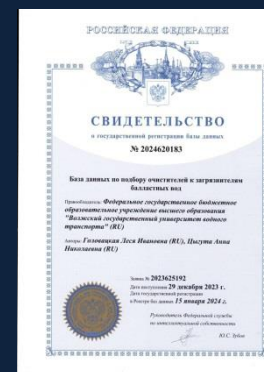 РОССИЙСКАЯ ФЕДЕРАЦИЯ
СВИДЕТЕЛЬСТВО
о государственной регистрации базы данных
№ 2024620183
База данных по подбору очистителей к загрязнителям
балластных вод
Правообладатель: Федеральное государственное бюджетное
образовательное учреждение высшего образования
"Волжский государственный университет водного
транспорта" (RU)
Авторы: Головацкая Леся Ивановна (RU), Цыгута Анна
Николаевна (RU)
Заявка № 2023625192
Дата поступления 29 декабря 2023 г.
Дата государственной регистрации
в Реестре баз данных 15 января 2024 г.
Руководитель Федеральной службы
по интеллектуальной собственности
Ю.С. Зубов